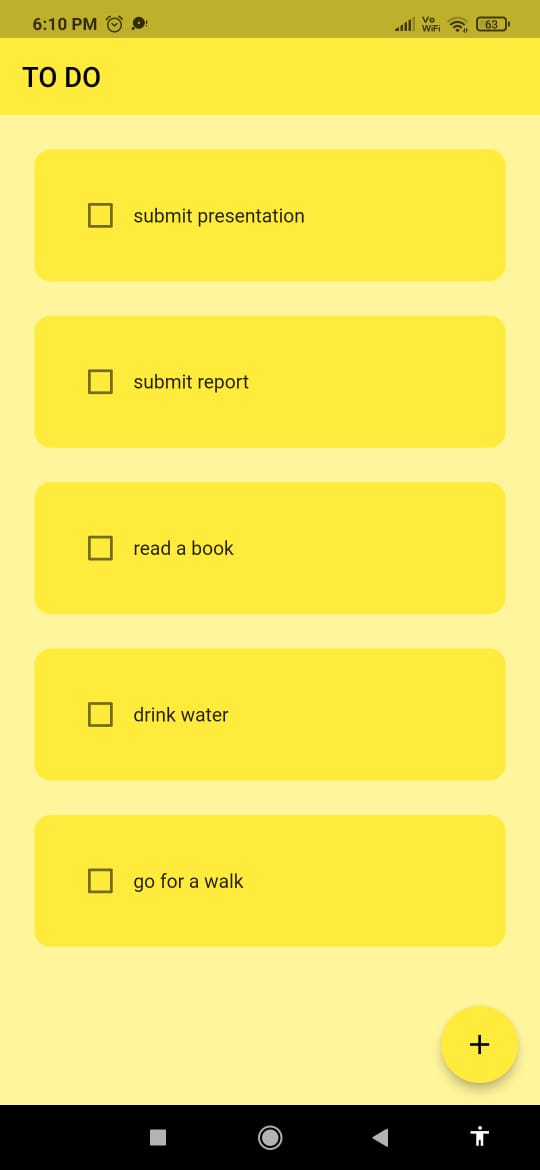 6:10 PM
Vo
WiFi
63
TO DO
submit presentation
submit report
read a book
drink water
go for a walk
+